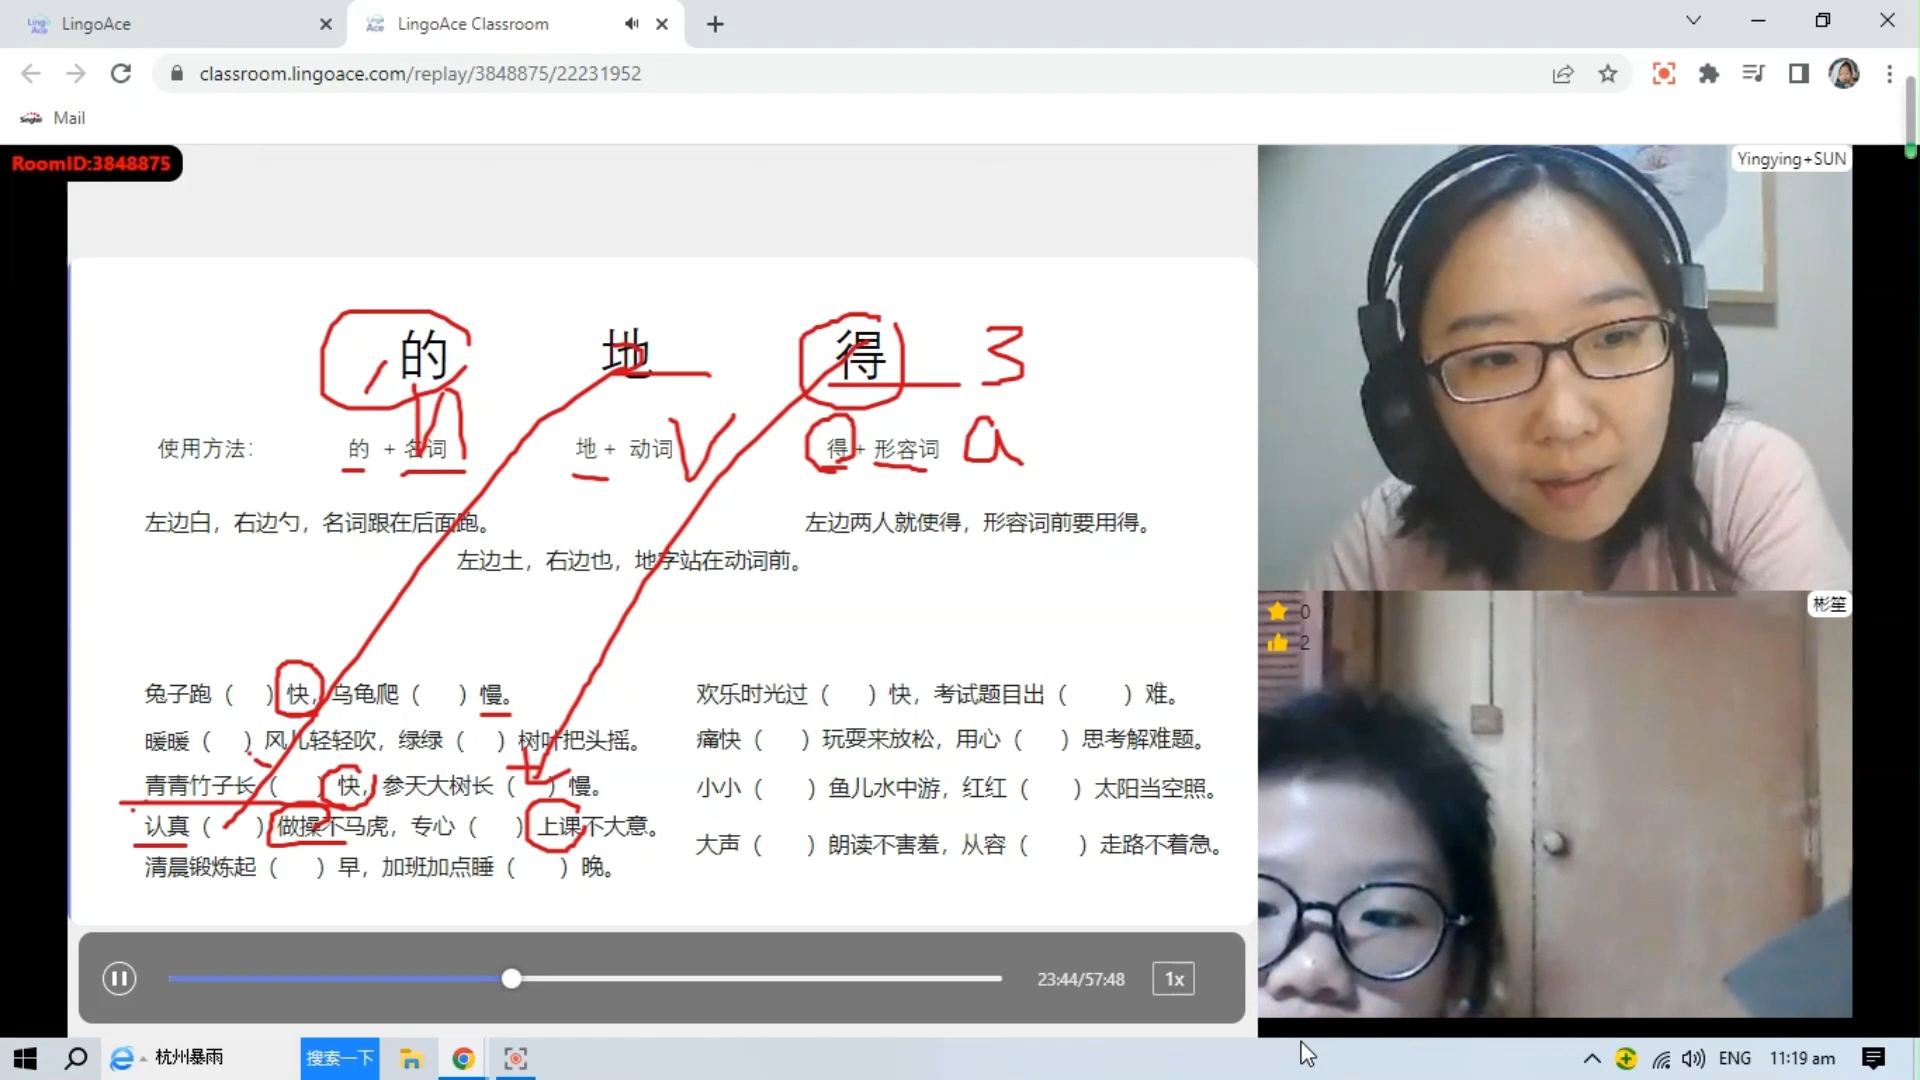 LingoAce
LingoAce Classroom
classroom.lingoace.com/replay/3848875/22231952
Singtel Mail
RoomID:3848875
Yingying+SUN
的 地 得 3
n
使用方法： 的 + 名词 地 + 动词 V 得 + 形容词 a
左边白，右边勺，名词跟在后面跑。 左边两人就使得，形容词前要用得。
左边土，右边也，地字站在动词前。
彬笙
0
2
兔子跑（ ）快，乌龟爬（ ）慢。 欢乐时光过（ ）快，考试题目出（ ）难。
暖暖（ ）风儿轻轻吹，绿绿（ ）树叶把头摇。 痛快（ ）玩耍来放松，用心（ ）思考解难题。
青青竹子长（ ）快，参天大树长（ ）慢。 小小（ ）鱼儿水中游，红红（ ）太阳当空照。
认真（ ）做操不马虎，专心（ ）上课不大意。 大声（ ）朗读不害羞，从容（ ）走路不着急。
清晨锻炼起（ ）早，加班加点睡（ ）晚。
23:44/57:48 1x
杭州暴雨 搜索一下 ENG 11:19 am